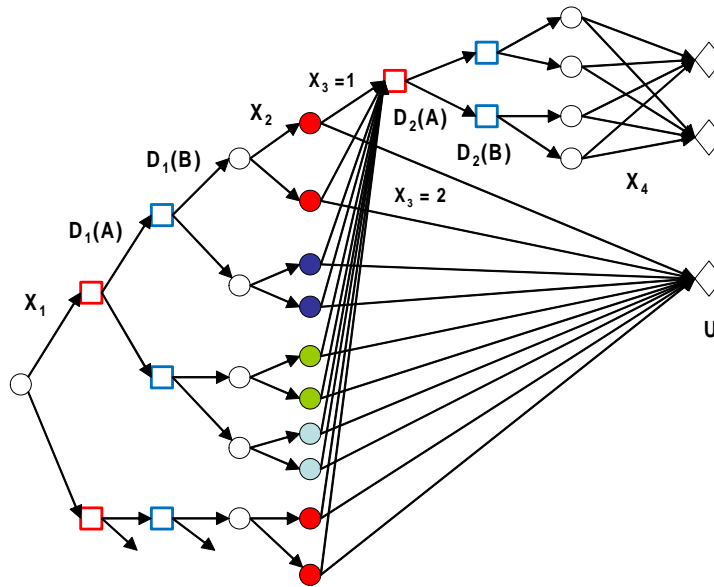 X₃ =1
X₂
D₂(A)
D₁(B)
D₂(B)
X₄
X₃ = 2
D₁(A)
X₁
U